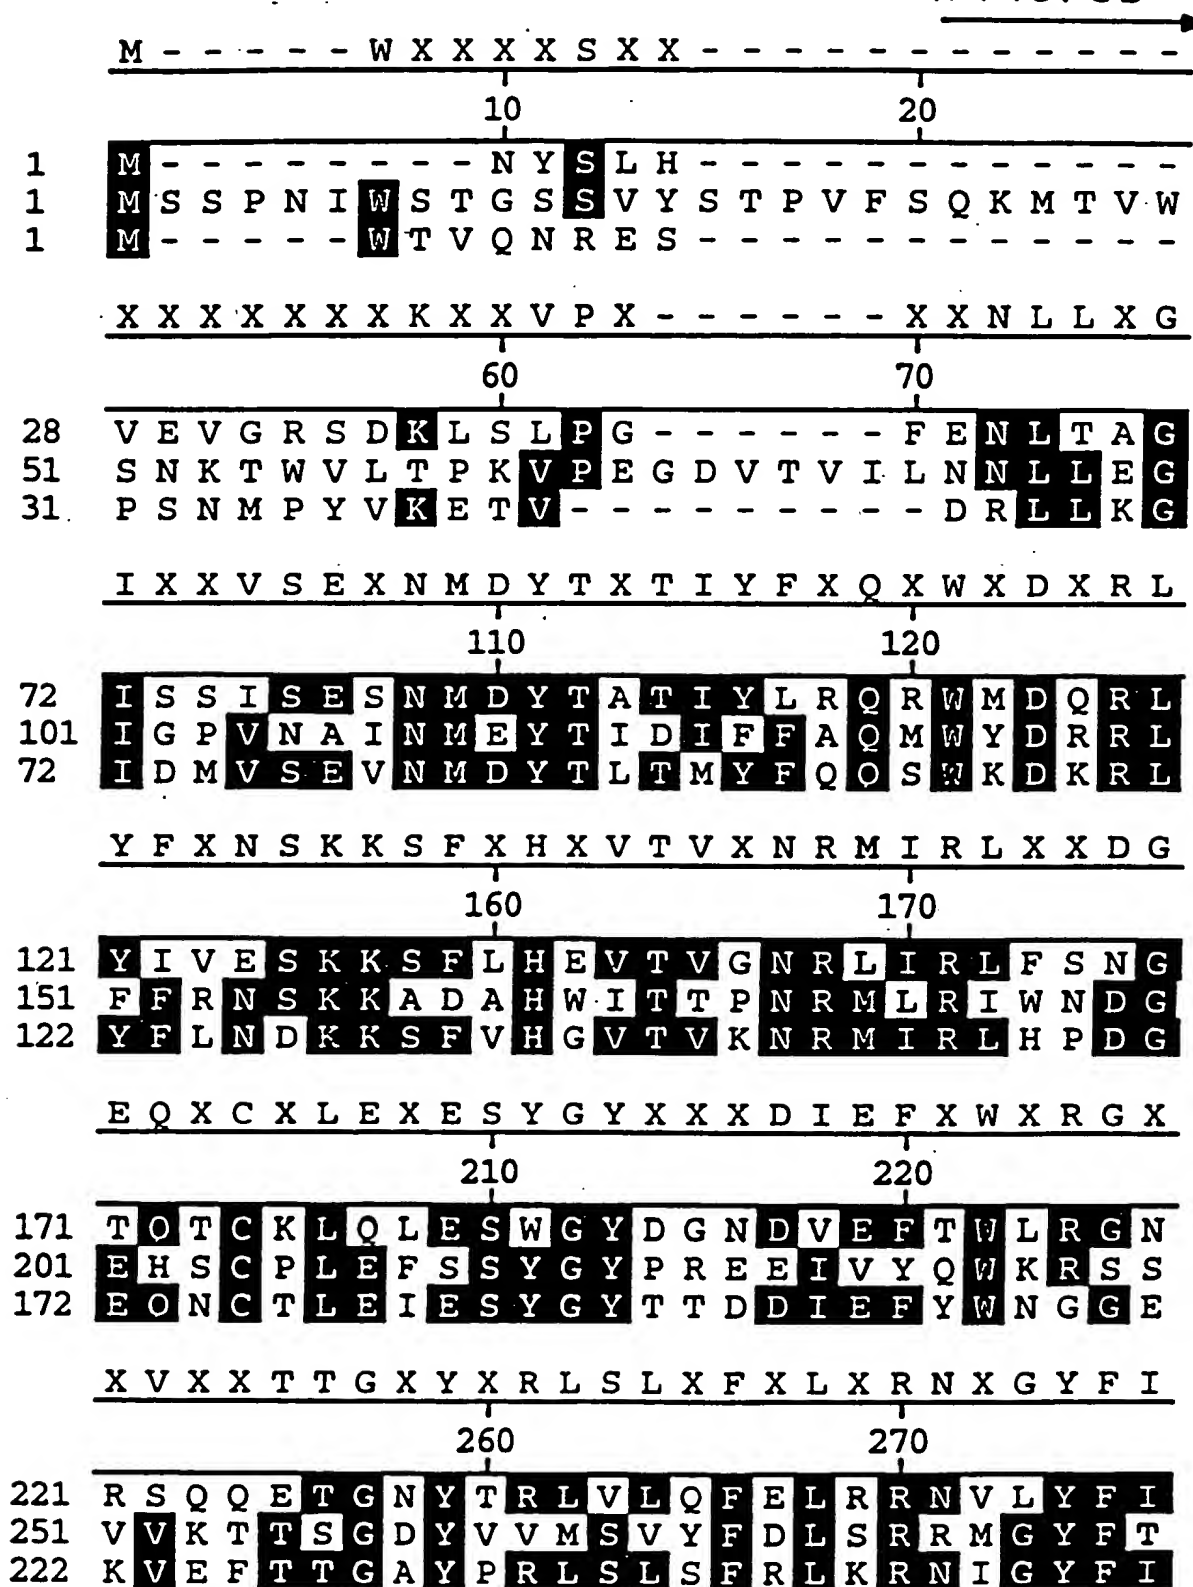 M - - - - - W X X X X S X X - - - - - - - - - - - -
10 20
1 M - - - - - - - - N Y S L H - - - - - - - - - - - -
1 M S S P N I W S T G S S V Y S T P V F S Q K M T V W
1 M - - - - - W T V Q N R E S - - - - - - - - - - - -
X X X X X X X K X X V P X - - - - - - X X N L L X G
60 70
28 V E V G R S D K L S L P G - - - - - - F E N L T A G
51 S N K T W V L T P K V P E G D V T V I L N N L L E G
31 P S N M P Y V K E T V - - - - - - - - - D R L L K G
I X X V S E X N M D Y T X T I Y F X Q X W X D X R L
110 120
72 I S S I S E S N M D Y T A T I Y L R Q R W M D Q R L
101 I G P V N A I N M E Y T I D I F F A Q M W Y D R R L
72 I D M V S E V N M D Y T L T M Y F Q Q S W K D K R L
Y F X N S K K S F X H X V T V X N R M I R L X X D G
160 170
121 Y I V E S K K S F L H E V T V G N R L I R L F S N G
151 F F R N S K K A D A H W I T T P N R M L R I W N D G
122 Y F L N D K K S F V H G V T V K N R M I R L H P D G
E Q X C X L E X E S Y G Y X X X D I E F X W X R G X
210 220
171 T Q T C K L Q L E S W G Y D G N D V E F T W L R G N
201 E H S C P L E F S S Y G Y P R E E I V Y Q W K R S S
172 E Q N C T L E I E S Y G Y T T D D I E F Y W N G G E
X V X X T T G X Y X R L S L X F X L X R N X G Y F I
260 270
221 R S Q Q E T G N Y T R L V L Q F E L R R N V L Y F I
251 V V K T T S G D Y V V M S V Y F D L S R R M G Y F T
222 K V E F T T G A Y P R L S L S F R L K R N I G Y F I